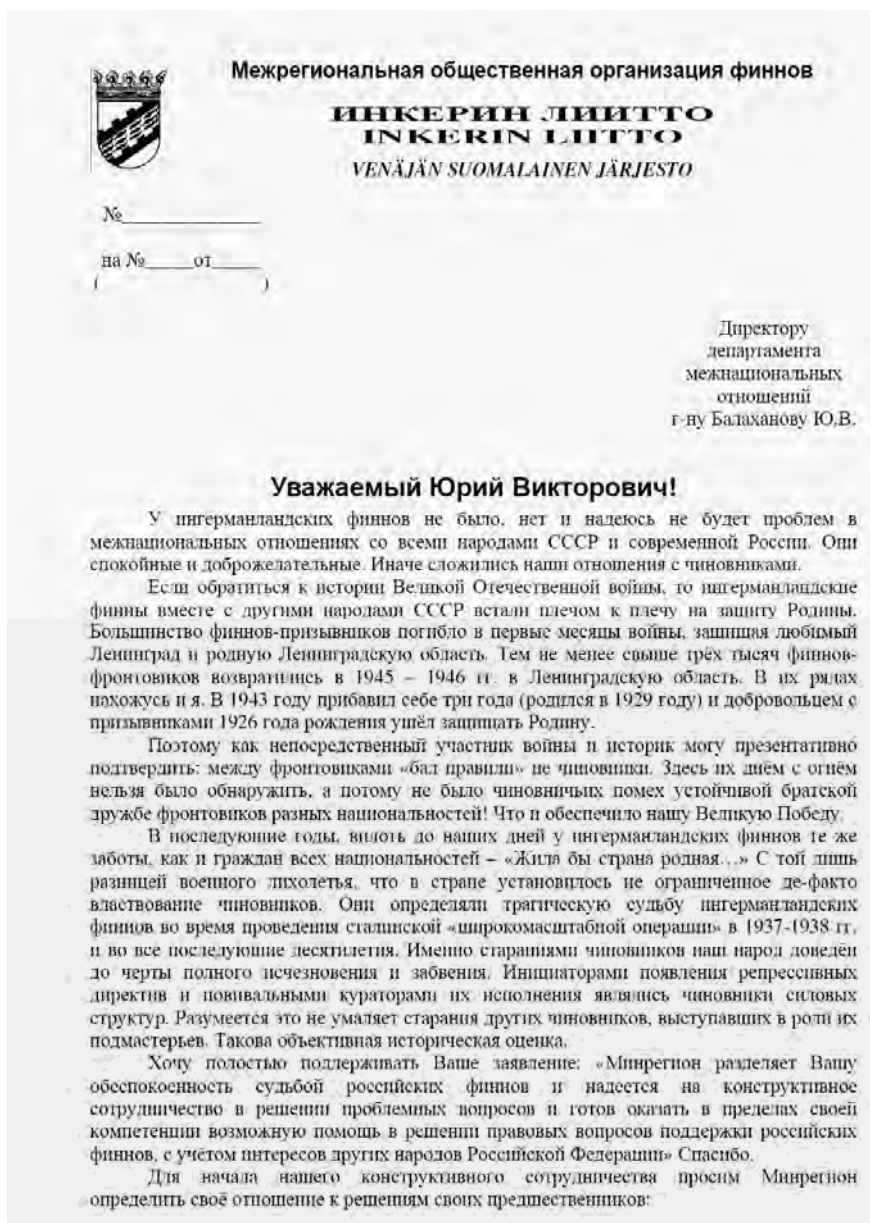 Межрегиональная общественная организация финнов
ИНКЕРИН ЛИИТТО
INKERIN LIITTO
VENÄJÄN SUOMALAINEN JÄRJESTO
№_______________
на №_____от_____
( )
Директору
департамента
межнациональных
отношений
г-ну Балаханову Ю.В.
Уважаемый Юрий Викторович!
У ингерманландских финнов не было, нет и надеюсь не будет проблем в
межнациональных отношениях со всеми народами СССР и современной России. Они
спокойные и доброжелательные. Иначе сложились наши отношения с чиновниками.
Если обратиться к истории Великой Отечественной войны, то ингерманландские
финны вместе с другими народами СССР встали плечом к плечу на защиту Родины.
Большинство финнов-призывников погибло в первые месяцы войны, защищая любимый
Ленинград и родную Ленинградскую область. Тем не менее свыше трёх тысяч финнов-
фронтовиков возвратились в 1945 – 1946 гг. в Ленинградскую область. В их рядах
нахожусь и я. В 1943 году прибавил себе три года (родился в 1929 году) и добровольцем с
призывниками 1926 года рождения ушёл защищать Родину.
Поэтому как непосредственный участник войны и историк могу презентативно
подтвердить: между фронтовиками «бал правили» не чиновники. Здесь их днём с огнём
нельзя было обнаружить, а потому не было чиновничьих помех устойчивой братской
дружбе фронтовиков разных национальностей! Что и обеспечило нашу Великую Победу.
В последующие годы, вплоть до наших дней у ингерманландских финнов те же
заботы, как и граждан всех национальностей – «Жила бы страна родная…» С той лишь
разницей военного лихолетья, что в стране установилось не ограниченное де-факто
властвование чиновников. Они определяли трагическую судьбу ингерманландских
финнов во время проведения сталинской «широкомасштабной операции» в 1937-1938 гг.
и во все последующие десятилетия. Именно стараниями чиновников наш народ доведён
до черты полного исчезновения и забвения. Инициаторами появления репрессивных
директив и повивальными кураторами их исполнения являлись чиновники силовых
структур. Разумеется это не умаляет старания других чиновников, выступавших в роли их
подмастерьев. Такова объективная историческая оценка.
Хочу полостью поддерживать Ваше заявление: «Минрегион разделяет Вашу
обеспокоенность судьбой российских финнов и надеется на конструктивное
сотрудничество в решении проблемных вопросов и готов оказать в пределах своей
компетенции возможную помощь в решении правовых вопросов поддержки российских
финнов, с учётом интересов других народов Российской Федерации» Спасибо.
Для начала нашего конструктивного сотрудничества просим Минрегион
определить своё отношение к решениям своих предшественников: